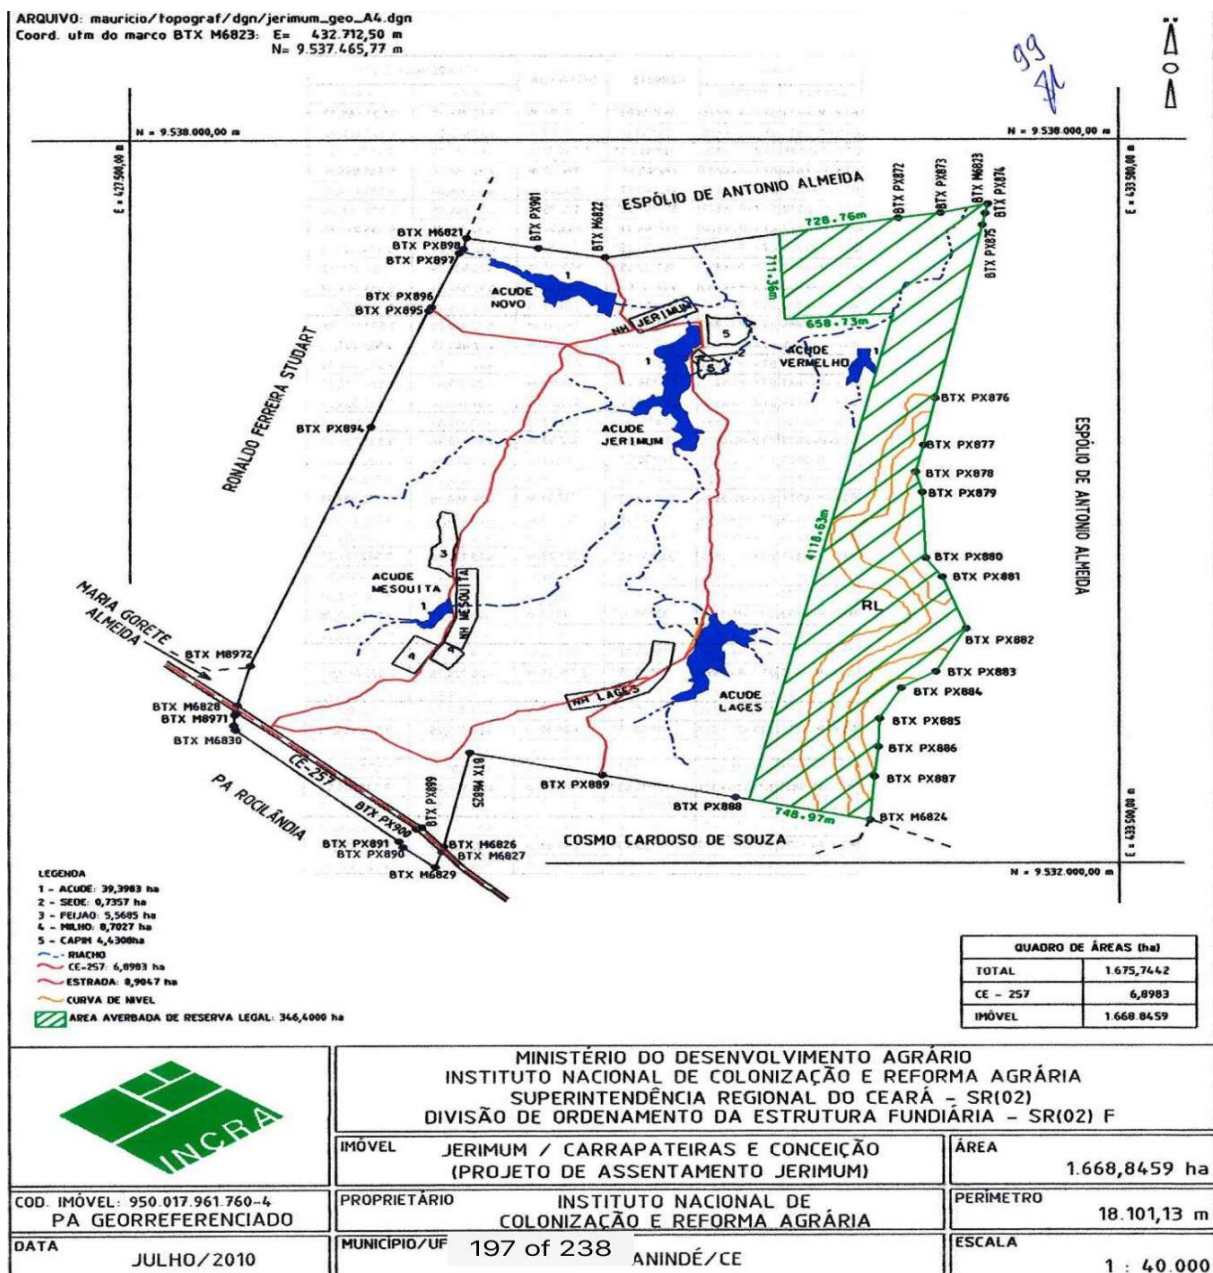 ARQUIVO: mauricio/topograf/dgn/jerimum_geo_A4.dgn
Coord. utm do marco BTX M6823: E= 432.712,50 m
N= 9.537.465,77 m
99
N = 9.538.000,00 m
N = 9.538.000,00 m
E = 427.500,00 m
E = 433.500,00 m
ESPÓLIO DE ANTONIO ALMEIDA
BTX PX872
BTX PX873
BTX M6823
BTX PX874
BTX PX875
728.76m
BTX M6821
BTX PX898
BTX PX897
BTX PX901
BTX M6822
711.36m
658.73m
BTX PX896
BTX PX895
1
ACUDE
NOVO
NH JERIMUM
5
2
5
1
ACUDE
VERMELHO
1
ACUDE
JERIMUM
RONALDO FERREIRA STUDART
BTX PX894
BTX PX876
BTX PX877
BTX PX878
BTX PX879
ESPÓLIO DE ANTONIO ALMEIDA
4118.63m
BTX PX880
BTX PX881
RL
BTX PX882
BTX PX883
BTX PX884
BTX PX885
BTX PX886
BTX PX887
BTX M6824
3
ACUDE
MESQUITA
1
NH MESQUITA
4
4
1
NH LAGES
ACUDE
LAGES
MARIA GORETE
ALMEIDA
BTX M8972
BTX M6828
BTX M8971
BTX M6830
CE-257
PA ROCILÂNDIA
BTX PX899
BTX M6825
BTX PX889
BTX PX888
748.97m
BTX PX900
BTX PX891
BTX PX890
BTX M6826
BTX M6827
BTX M6829
COSMO CARDOSO DE SOUZA
E = 433.500,00 m
N = 9.532.000,00 m
LEGENDA
1 - ACUDE: 39,3983 ha
2 - SEDE: 0,7357 ha
3 - FEIJAO: 5,5685 ha
4 - MILHO: 8,7027 ha
5 - CAPIM 4,4308ha
RIACHO
CE-257: 6,8983 ha
ESTRADA: 8,9047 ha
CURVA DE NIVEL
AREA AVERBADA DE RESERVA LEGAL: 346,4000 ha
QUADRO DE ÁREAS (ha)
TOTAL 1.675,7442
CE - 257 6,8983
IMÓVEL 1.668.8459
INCRA
MINISTÉRIO DO DESENVOLVIMENTO AGRÁRIO
INSTITUTO NACIONAL DE COLONIZAÇÃO E REFORMA AGRÁRIA
SUPERINTENDÊNCIA REGIONAL DO CEARÁ - SR(02)
DIVISÃO DE ORDENAMENTO DA ESTRUTURA FUNDIÁRIA - SR(02) F
IMÓVEL JERIMUM / CARRAPATEIRAS E CONCEIÇÃO
(PROJETO DE ASSENTAMENTO JERIMUM)
ÁREA
1.668,8459 ha
COD. IMÓVEL: 950.017.961.760-4
PA GEORREFERENCIADO
PROPRIETÁRIO INSTITUTO NACIONAL DE
COLONIZAÇÃO E REFORMA AGRÁRIA
PERÍMETRO
18.101,13 m
DATA
JULHO/2010
MUNICÍPIO/UF
197 of 238
ANINDÉ/CE
ESCALA
1 : 40.000